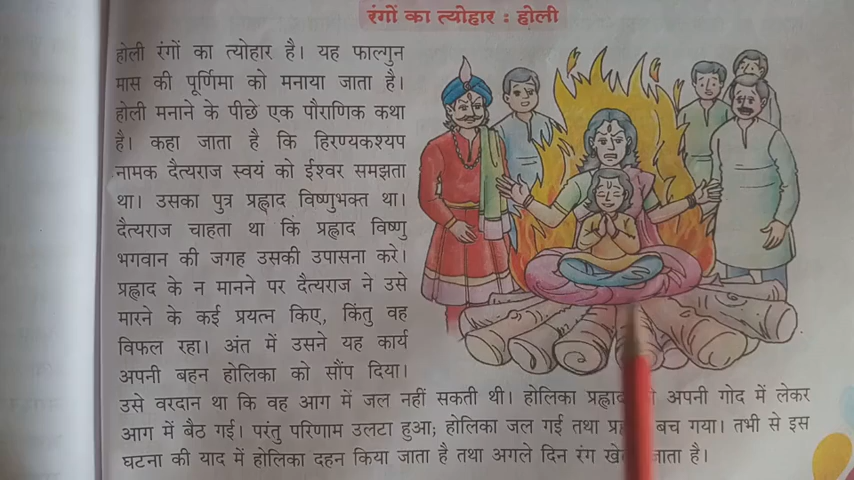 रंगों का त्योहार : होली
होली रंगों का त्योहार है। यह फाल्गुन
मास की पूर्णिमा को मनाया जाता है।
होली मनाने के पीछे एक पौराणिक कथा
है। कहा जाता है कि हिरण्यकश्यप
नामक दैत्यराज स्वयं को ईश्वर समझता
था। उसका पुत्र प्रह्लाद विष्णुभक्त था।
दैत्यराज चाहता था कि प्रह्लाद विष्णु
भगवान की जगह उसकी उपासना करे।
प्रह्लाद के न मानने पर दैत्यराज ने उसे
मारने के कई प्रयत्न किए, किंतु वह
विफल रहा। अंत में उसने यह कार्य
अपनी बहन होलिका को सौंप दिया।
उसे वरदान था कि वह आग में जल नहीं सकती थी। होलिका अपनी गोद में लेकर
आग में बैठ गई। परंतु परिणाम उलटा हुआ; होलिका जल गई तथा बच गया। तभी से इस
घटना की याद में होलिका दहन किया जाता है तथा अगले दिन रंग जाता है।